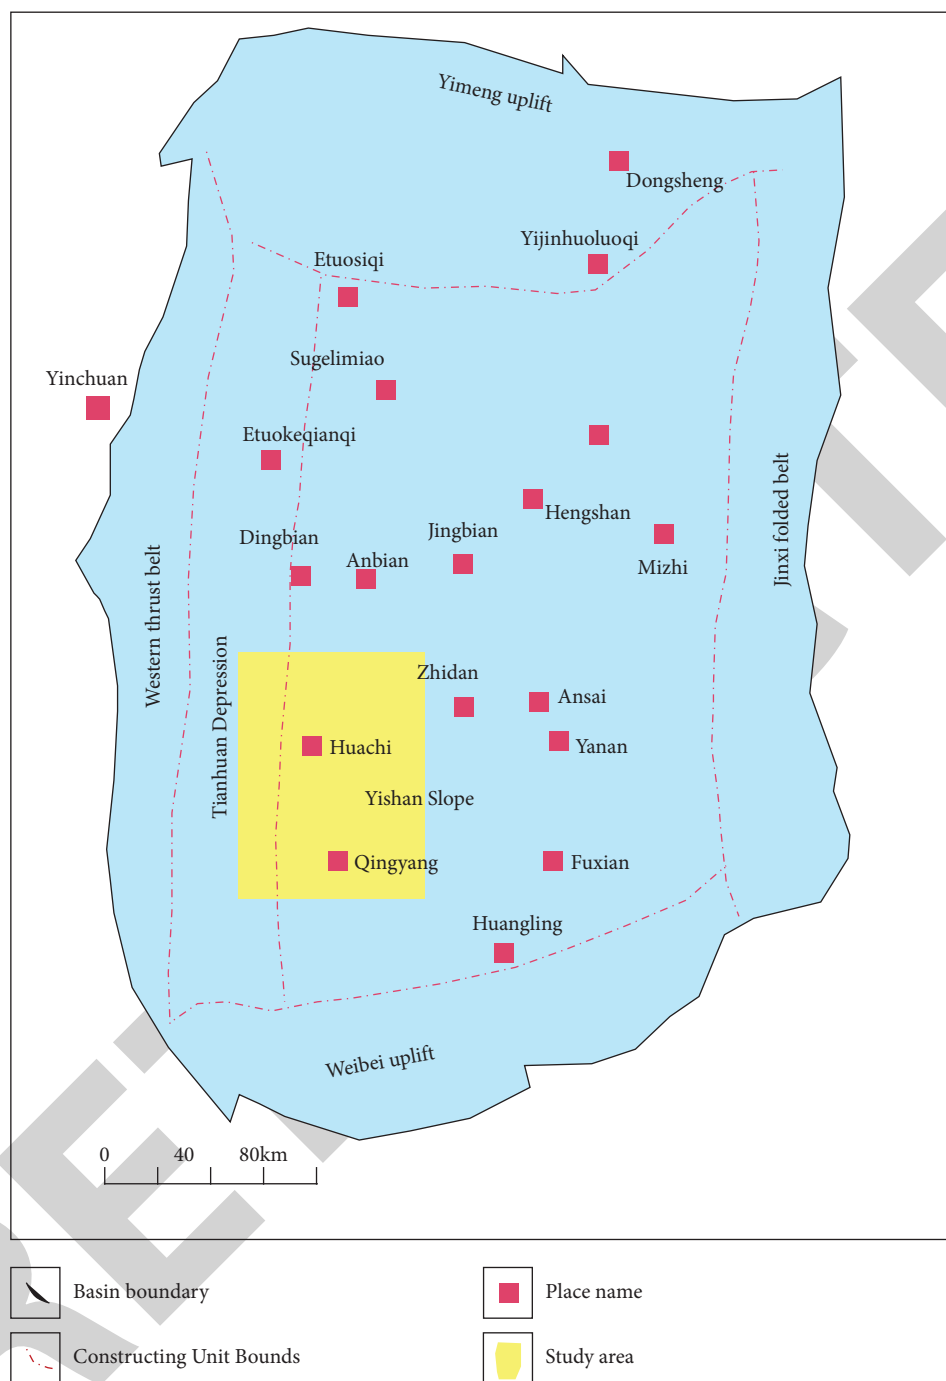 Yimeng uplift
Dongsheng
Yijinhuoluoqi
Etuosiqi
Sugelimiao
Yinchuan
Etuokeqianqi
Hengshan
Jingbian
Dingbian
Anbian
Mizhi
Jinxi folded belt
Western thrust belt
Tianhuan Depression
Zhidan
Ansai
Yanan
Huachi
Yishan Slope
Qingyang
Fuxian
Huangling
Weibei uplift
0 40 80km
Basin boundary
Place name
Constructing Unit Bounds
Study area